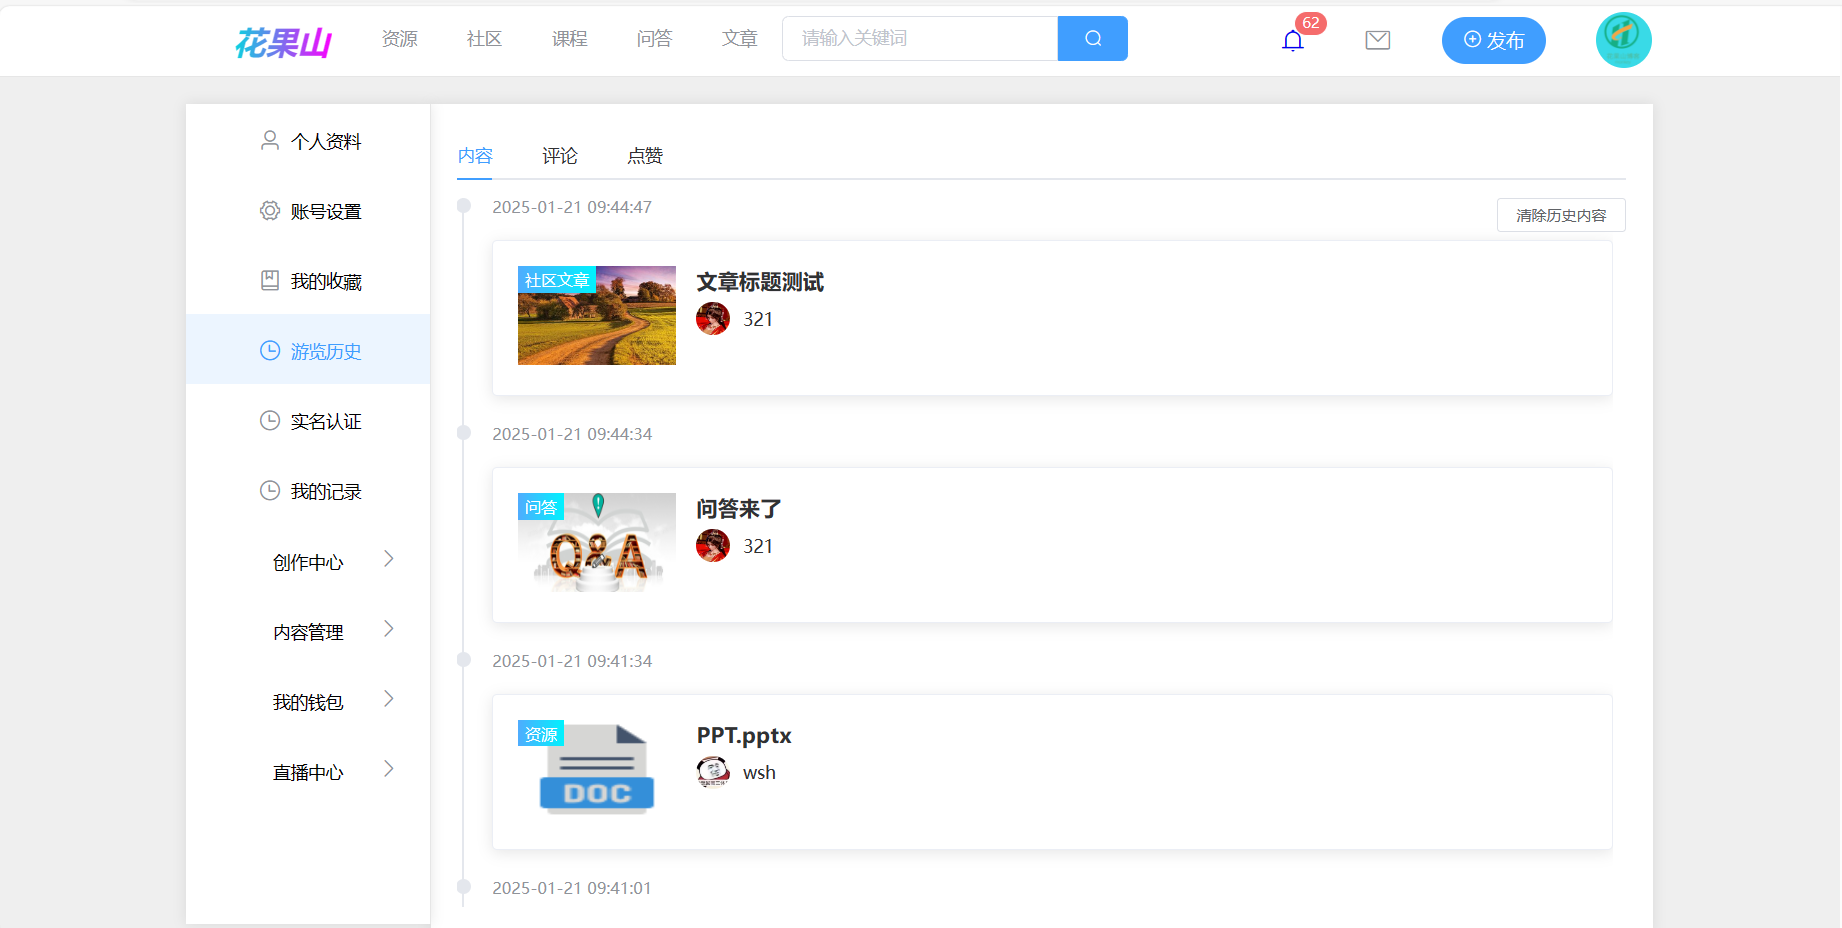 花果山
资源
社区
课程
问答
文章
请输入关键词
62
发布
个人资料
账号设置
我的收藏
游览历史
实名认证
我的记录
创作中心
内容管理
我的钱包
直播中心
内容
评论
点赞
清除历史内容
2025-01-21 09:44:47
社区文章
文章标题测试
321
2025-01-21 09:44:34
问答
Q&A
问答来了
321
2025-01-21 09:41:34
资源
DOC
PPT.pptx
wsh
2025-01-21 09:41:01